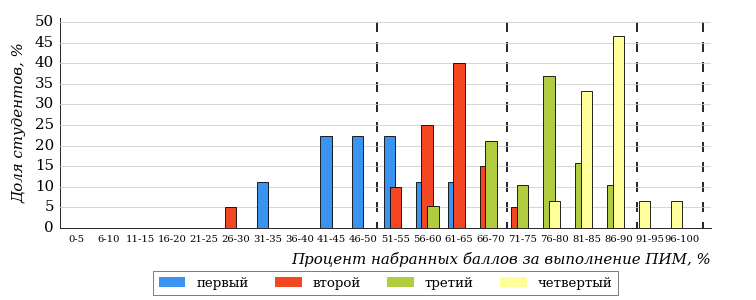 Доля студентов, %
50
45
40
35
30
25
20
15
10
5
0
0-5 6-10 11-15 16-20 21-25 26-30 31-35 36-40 41-45 46-50 51-55 56-60 61-65 66-70 71-75 76-80 81-85 86-90 91-95 96-100
Процент набранных баллов за выполнение ПИМ, %
первый второй третий четвертый